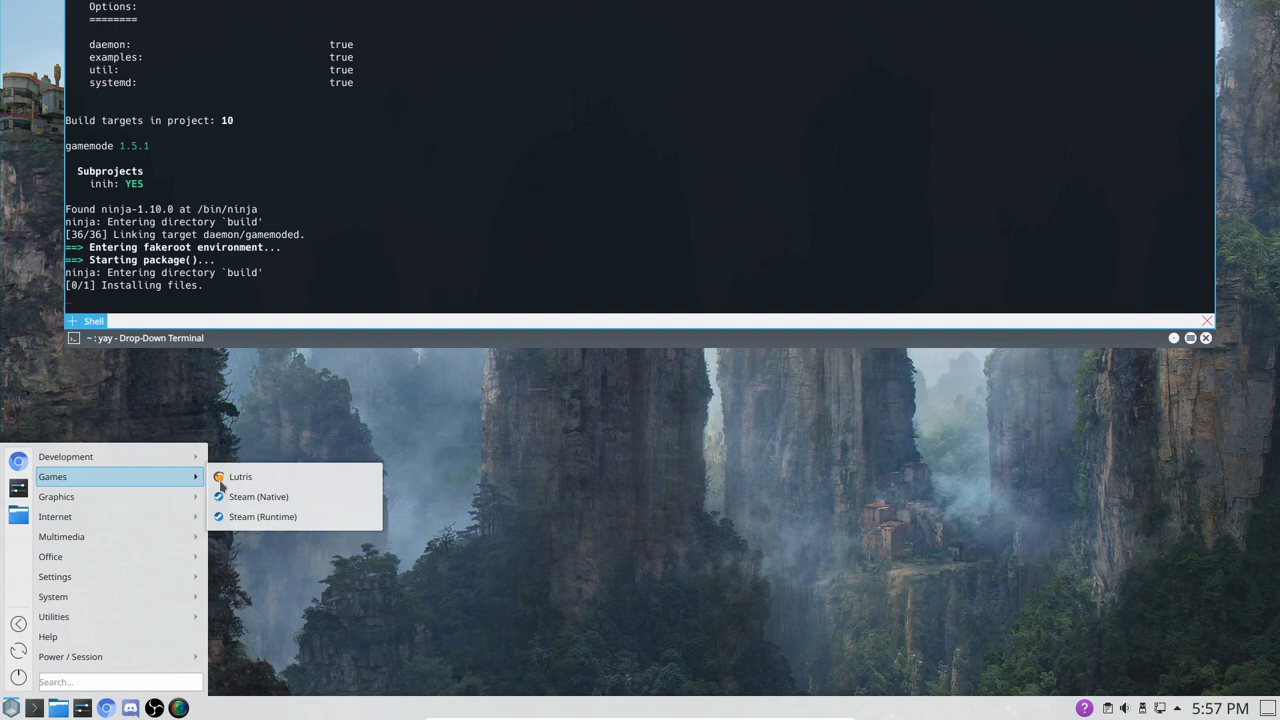 Options:
========
daemon: true
examples: true
util: true
systemd: true
Build targets in project: 10
gamemode 1.5.1
Subprojects
inih: YES
Found ninja-1.10.0 at /bin/ninja
ninja: Entering directory `build'
[36/36] Linking target daemon/gamemoded.
==> Entering fakeroot environment...
==> Starting package()...
ninja: Entering directory `build'
[0/1] Installing files.
Shell
~ : yay - Drop-Down Terminal
Development
Games
Graphics
Internet
Multimedia
Office
Settings
System
Utilities
Help
Power / Session
Search...
Lutris
Steam (Native)
Steam (Runtime)
5:57 PM